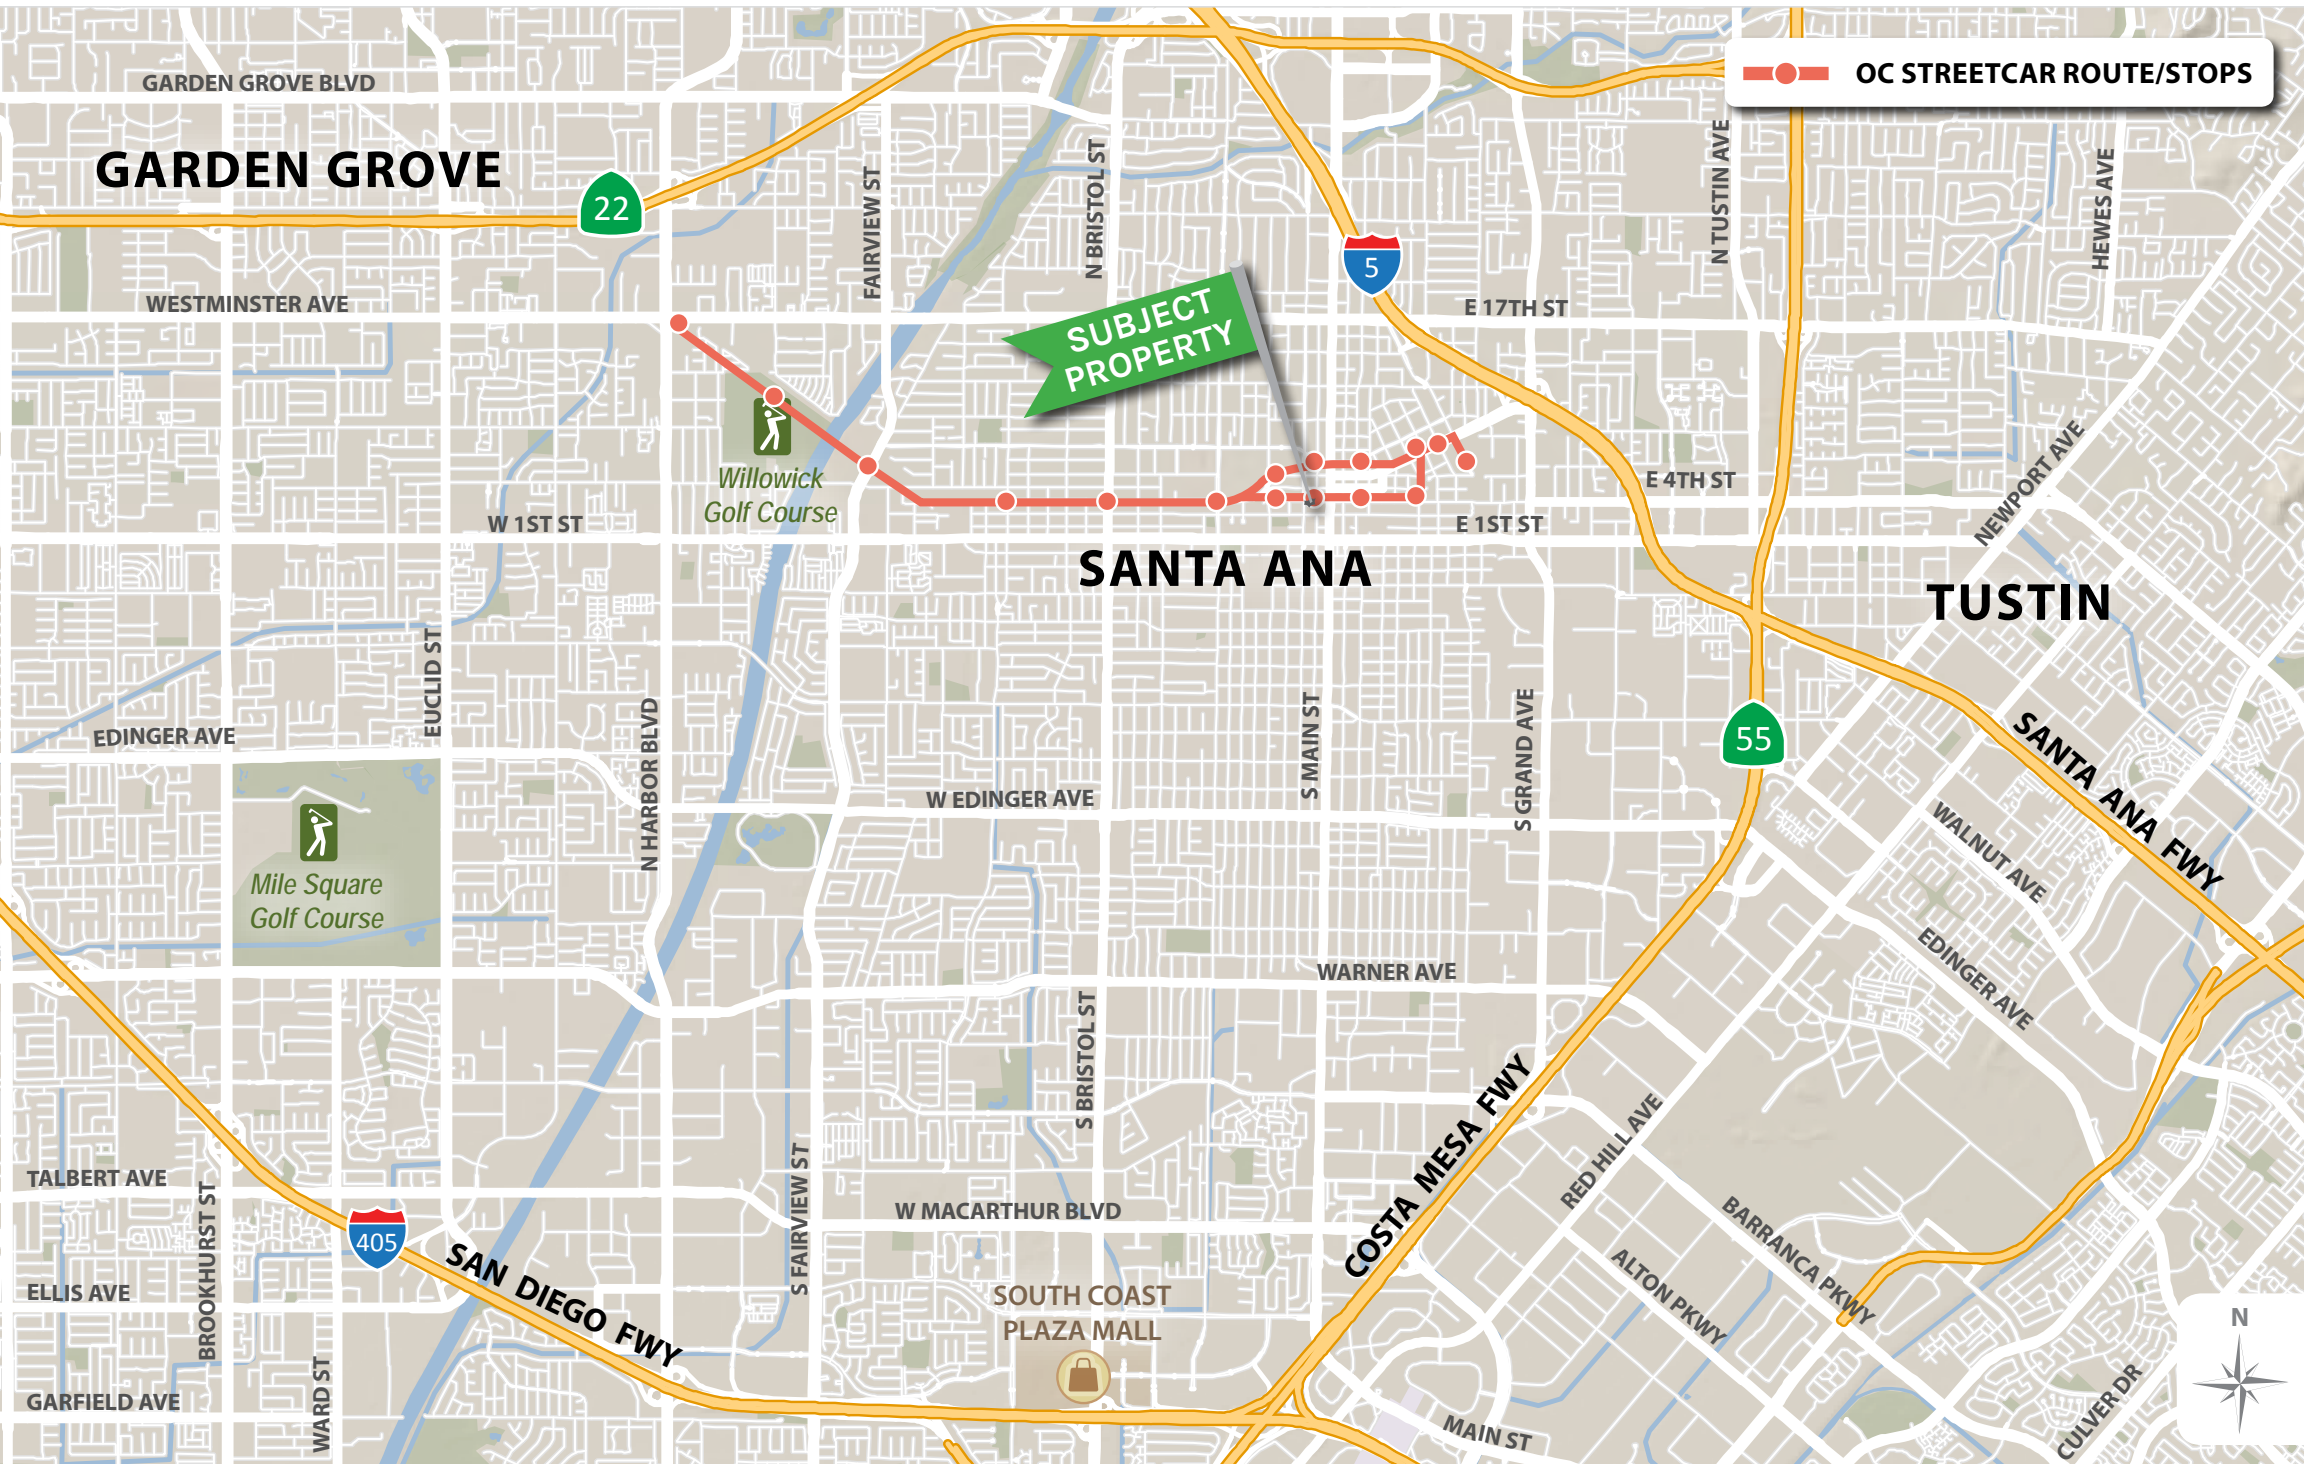 OC STREETCAR ROUTE/STOPS
GARDEN GROVE BLVD
GARDEN GROVE
22
FAIRVIEW ST
N BRISTOL ST
N TUSTIN AVE
HEWES AVE
5
WESTMINSTER AVE
E 17TH ST
SUBJECT
PROPERTY
Willowick
Golf Course
W 1ST ST
E 4TH ST
E 1ST ST
NEWPORT AVE
SANTA ANA
TUSTIN
EUCLID ST
EDINGER AVE
N HARBOR BLVD
W EDINGER AVE
S MAIN ST
S GRAND AVE
55
SANTA ANA FWY
WALNUT AVE
Mile Square
Golf Course
EDINGER AVE
WARNER AVE
S BRISTOL ST
COSTA MESA FWY
RED HILL AVE
TALBERT AVE
BROOKHURST ST
S FAIRVIEW ST
W MACARTHUR BLVD
BARRANCA PKWY
ALTON PKWY
405
SAN DIEGO FWY
ELLIS AVE
SOUTH COAST
PLAZA MALL
N
WARD ST
GARFIELD AVE
MAIN ST
CULVER DR